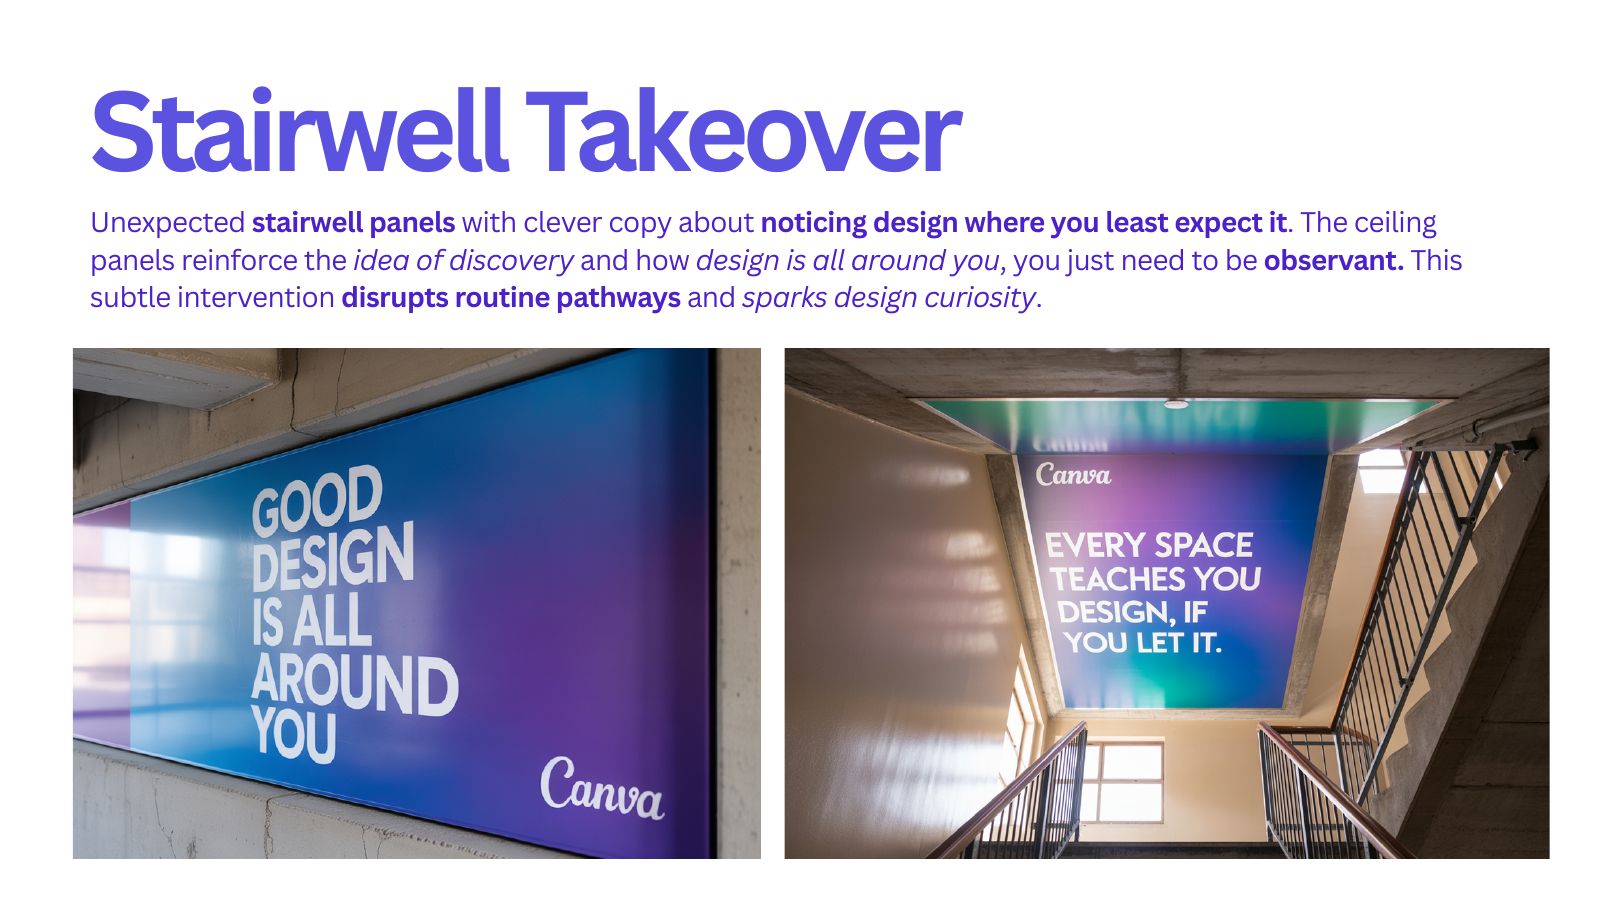 Stairwell Takeover
Unexpected stairwell panels with clever copy about noticing design where you least expect it. The ceiling
panels reinforce the idea of discovery and how design is all around you, you just need to be observant. This
subtle intervention disrupts routine pathways and sparks design curiosity.
GOOD
DESIGN
IS ALL
AROUND
YOU
Canva
Canva
EVERY SPACE
TEACHES YOU
DESIGN, IF
YOU LET IT.